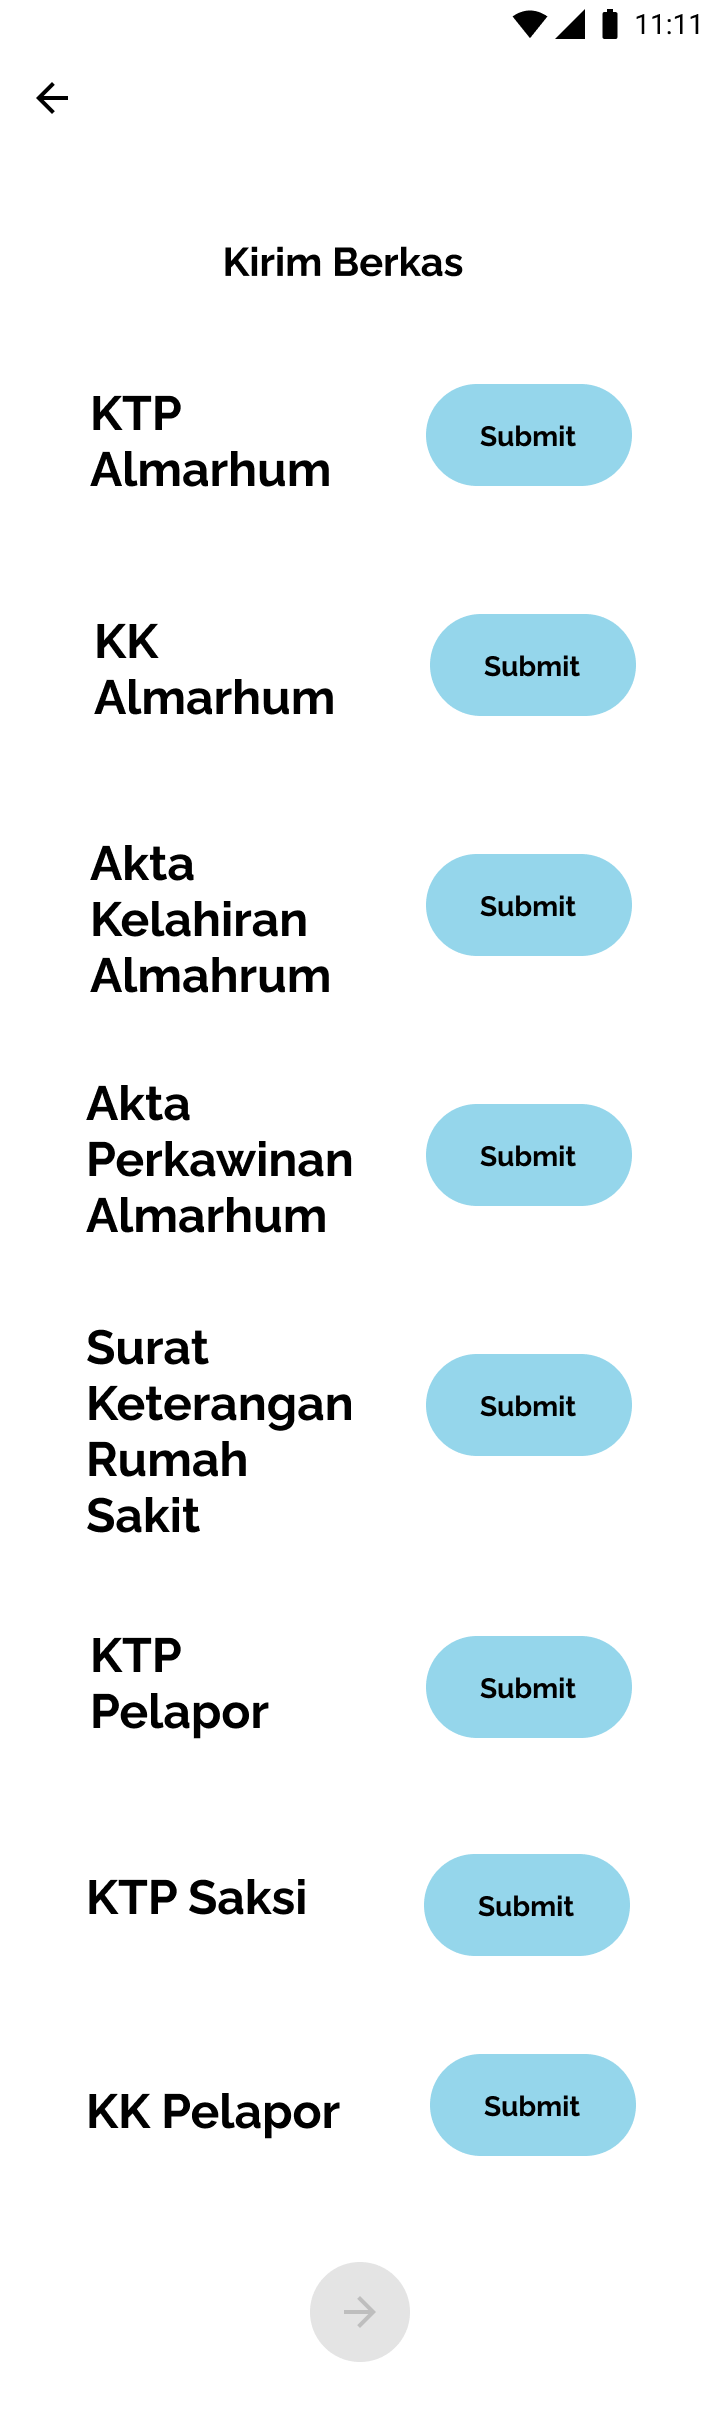 11:11
Kirim Berkas
KTP
Almarhum
Submit
KK
Almarhum
Submit
Akta
Kelahiran
Almahrum
Submit
Akta
Perkawinan
Almarhum
Submit
Surat
Keterangan
Rumah
Sakit
Submit
KTP
Pelapor
Submit
KTP Saksi
Submit
KK Pelapor
Submit